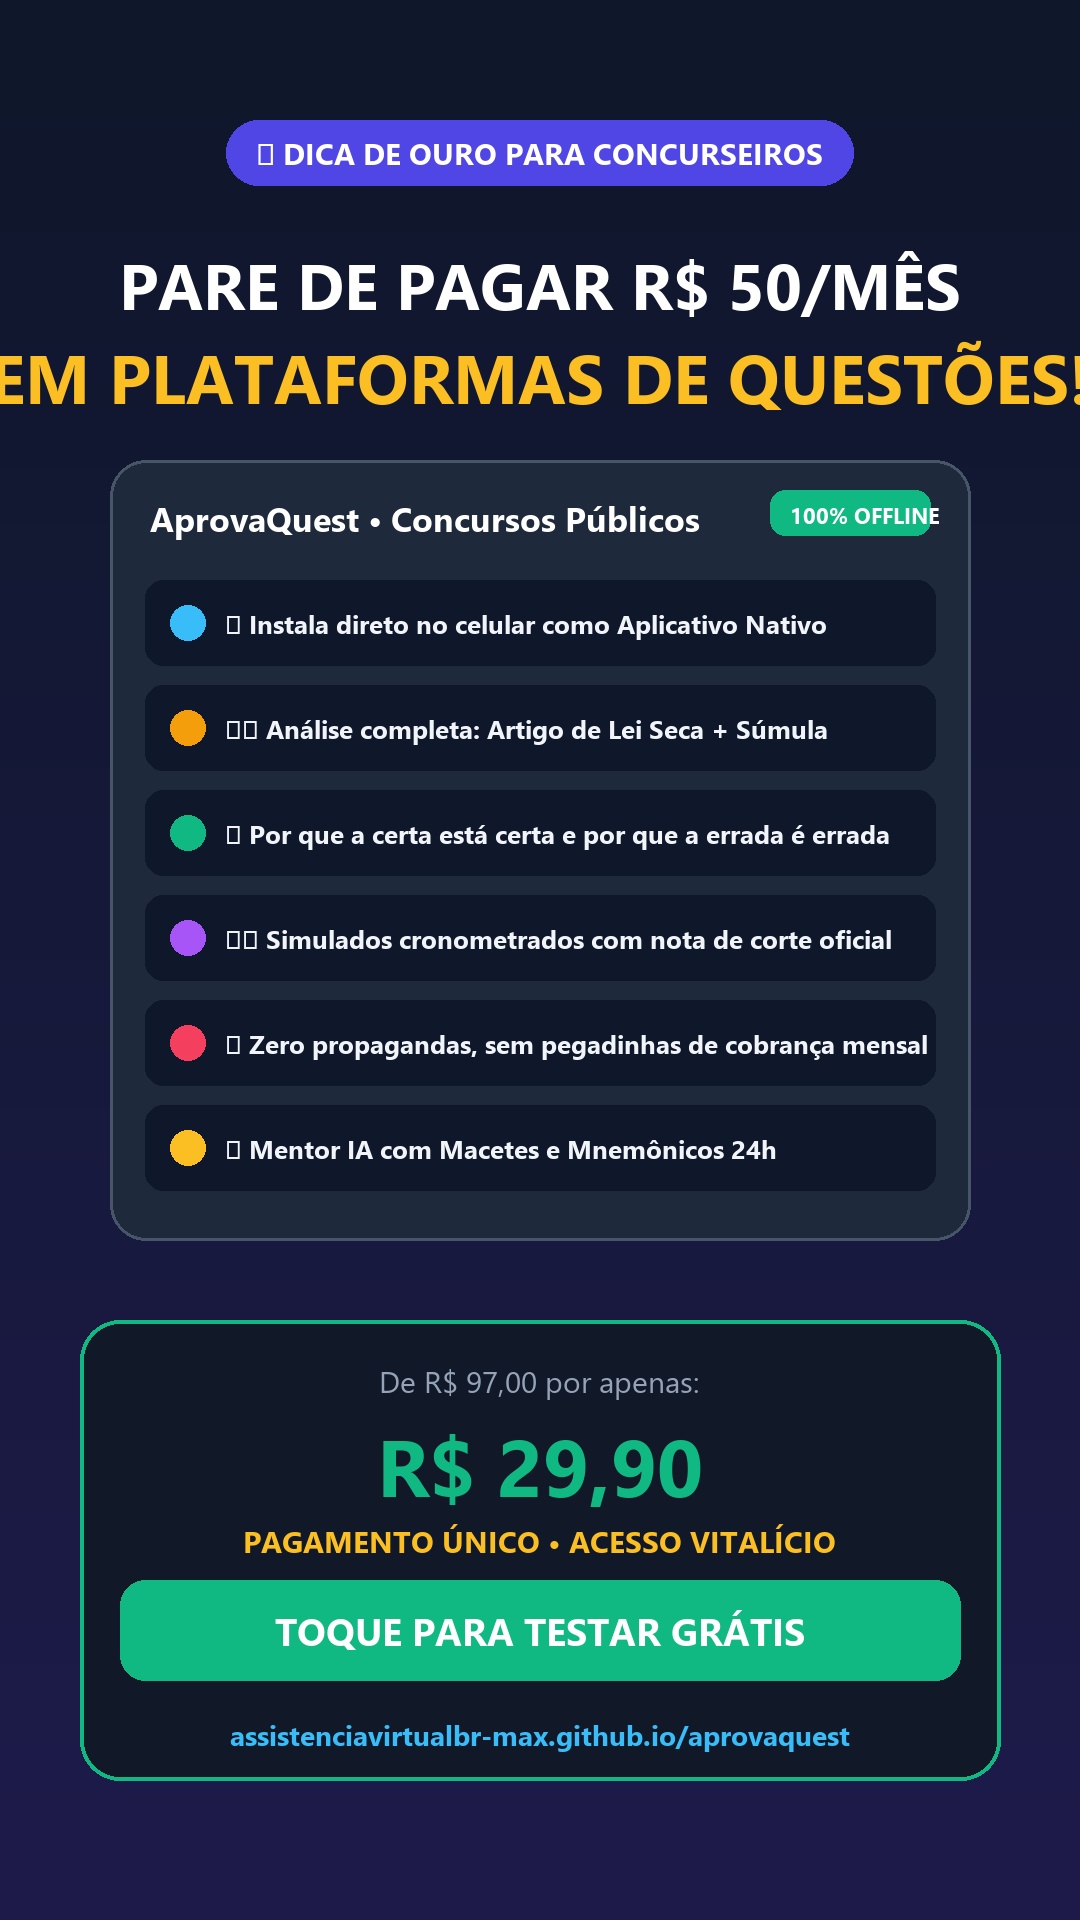 DICA DE OURO PARA CONCURSEIROS
PARE DE PAGAR R$ 50/MÊS
EM PLATAFORMAS DE QUESTÕES!
AprovaQuest • Concursos Públicos
100% OFFLINE
Instala direto no celular como Aplicativo Nativo
Análise completa: Artigo de Lei Seca + Súmula
Por que a certa está certa e por que a errada é errada
Simulados cronometrados com nota de corte oficial
Zero propagandas, sem pegadinhas de cobrança mensal
Mentor IA com Macetes e Mnemônicos 24h
De R$ 97,00 por apenas:
R$ 29,90
PAGAMENTO ÚNICO • ACESSO VITALÍCIO
TOQUE PARA TESTAR GRÁTIS
assistenciavirtualbr-max.github.io/aprovaquest